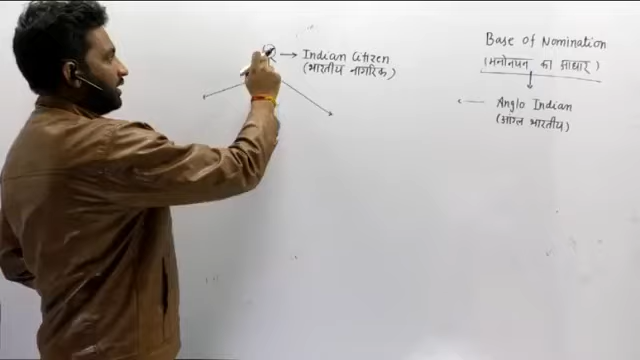 Indian Citizen
(भारतीय नागरिक)
Base of Nomination
(मनोनयन का आधार)
Anglo Indian
(आंग्ल भारतीय)